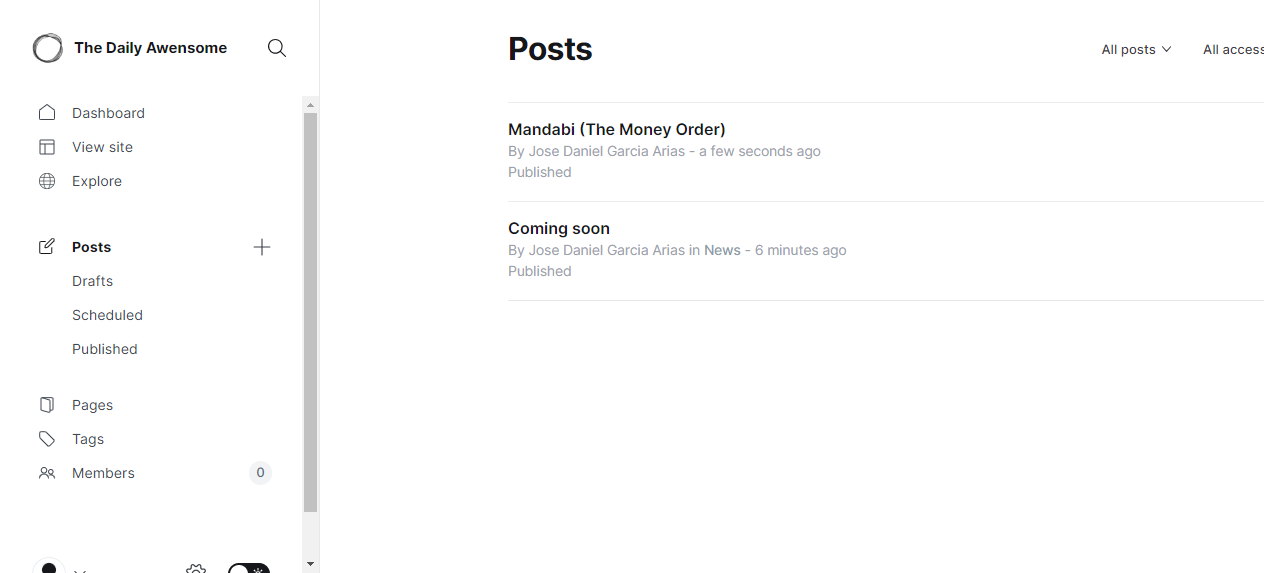 The Daily Awensome
Dashboard
View site
Explore
Posts
Drafts
Scheduled
Published
Pages
Tags
Members 0
Posts
All posts All access
Mandabi (The Money Order)
By Jose Daniel Garcia Arias - a few seconds ago
Published
Coming soon
By Jose Daniel Garcia Arias in News - 6 minutes ago
Published